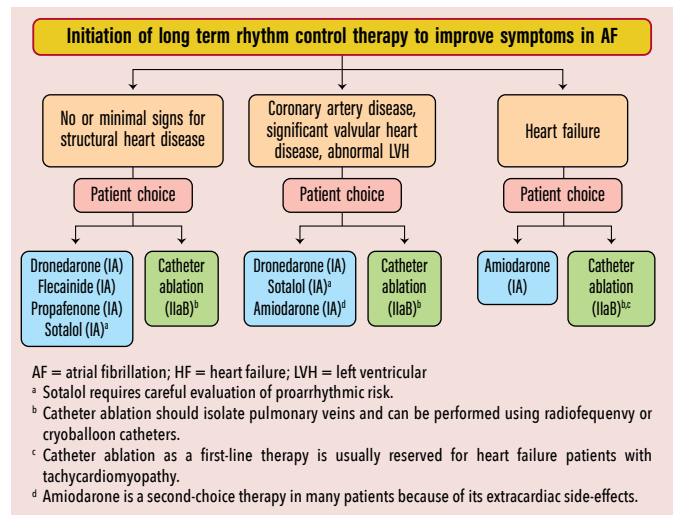 Initiation of long term rhythm control therapy to improve symptoms in AF
No or minimal signs for
structural heart disease
Coronary artery disease,
significant valvular heart
disease, abnormal LVH
Heart failure
Patient choice
Patient choice
Patient choice
Dronedarone (IA)
Flecainide (IA)
Propafenone (IA)
Sotalol (IA)ᵃ
Catheter
ablation
(IIaB)ᵇ
Dronedarone (IA)
Sotalol (IA)ᵃ
Amiodarone (IA)ᵈ
Catheter
ablation
(IIaB)ᵇ
Amiodarone
(IA)
Catheter
ablation
(IIaB)ᵇ,ᶜ
AF = atrial fibrillation; HF = heart failure; LVH = left ventricular
ᵃ Sotalol requires careful evaluation of proarrhythmic risk.
ᵇ Catheter ablation should isolate pulmonary veins and can be performed using radiofequenvy or
cryoballoon catheters.
ᶜ Catheter ablation as a first-line therapy is usually reserved for heart failure patients with
tachycardiomyopathy.
ᵈ Amiodarone is a second-choice therapy in many patients because of its extracardiac side-effects.